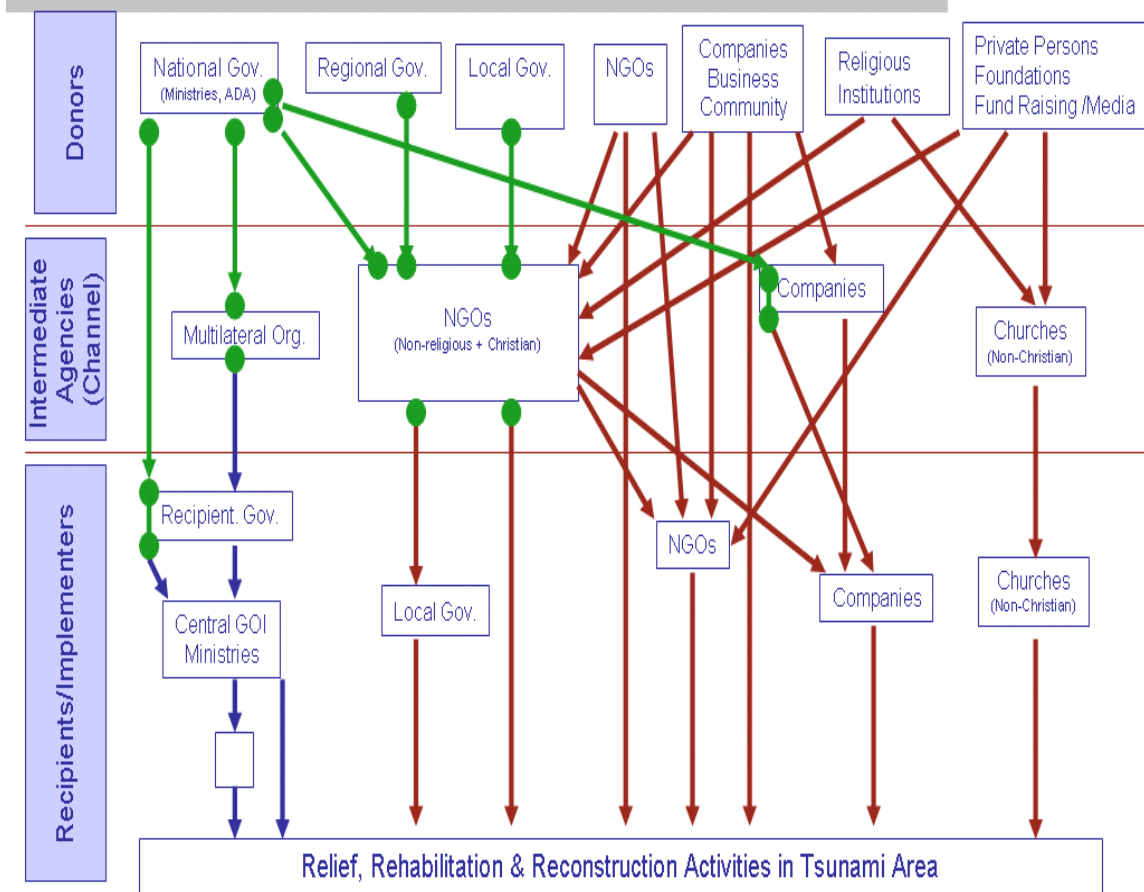 Donors
National Gov.
(Ministries, ADA)
Regional Gov.
Local Gov.
NGOs
Companies
Business
Community
Religious
Institutions
Private Persons
Foundations
Fund Raising /Media
Intermediate
Agencies
(Channel)
Multilateral Org.
NGOs
(Non-religious + Christian)
Companies
Churches
(Non-Christian)
Recipients/Implementers
Recipient. Gov.
Central GOI
Ministries
Local Gov.
NGOs
Companies
Churches
(Non-Christian)
Relief, Rehabilitation & Reconstruction Activities in Tsunami Area